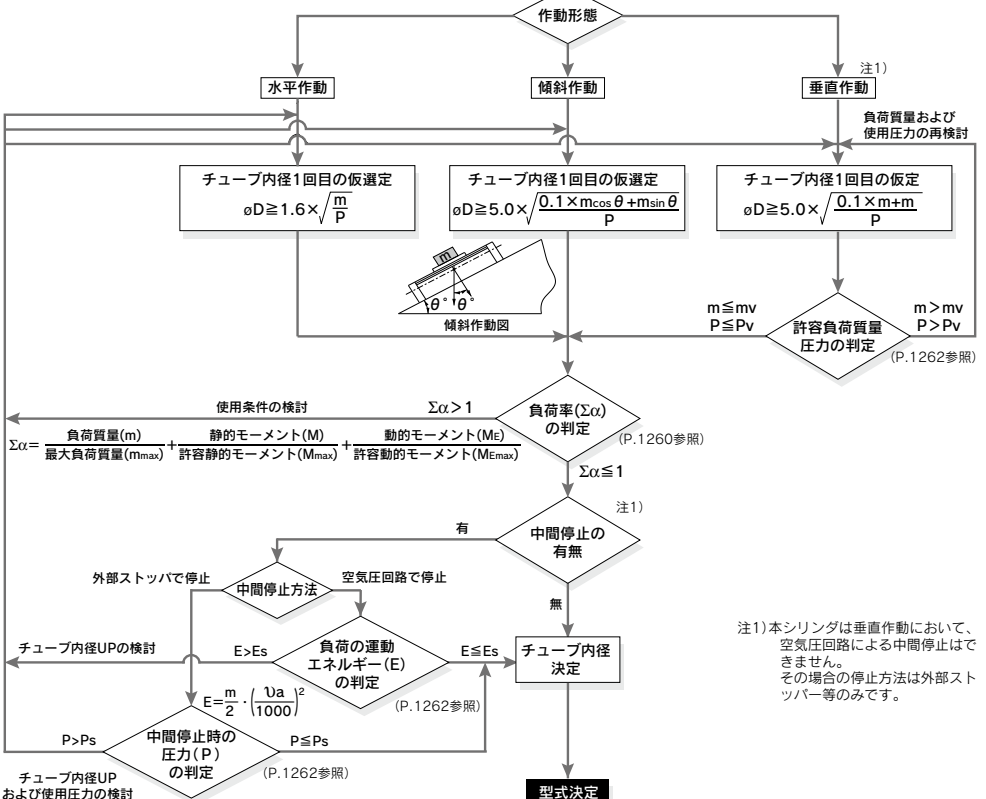 作動形態
水平作動
傾斜作動
注1)
垂直作動
負荷質量および
使用圧力の再検討
チューブ内径1回目の仮選定
øD≧1.6×√m/P
チューブ内径1回目の仮選定
øD≧5.0×√0.1×mcosθ+msinθ/P
チューブ内径1回目の仮定
øD≧5.0×√0.1×m+m/P
m
θ° θ°
傾斜作動図
m≦mv
P≦Pv
許容負荷質量
圧力の判定
m>mv
P>Pv
(P.1262参照)
使用条件の検討
Σα>1
負荷率(Σα)
の判定
(P.1260参照)
Σα= 負荷質量(m)/最大負荷質量(mmax) + 静的モーメント(M)/許容静的モーメント(Mmax) + 動的モーメント(ME)/許容動的モーメント(MEmax)
Σα≦1
注1)
中間停止の
有無
有
無
外部ストッパで停止
中間停止方法
空気圧回路で停止
チューブ内径UPの検討
E>Es
負荷の運動
エネルギー(E)
の判定
E≦Es
(P.1262参照)
チューブ内径
決定
E=m/2・(υa/1000)²
P>Ps
中間停止時の
圧力(P)
の判定
P≦Ps
(P.1262参照)
チューブ内径UP
および使用圧力の検討
型式決定
注1)本シリンダは垂直作動において、
空気圧回路による中間停止はで
きません。
その場合の停止方法は外部スト
ッパー等のみです。